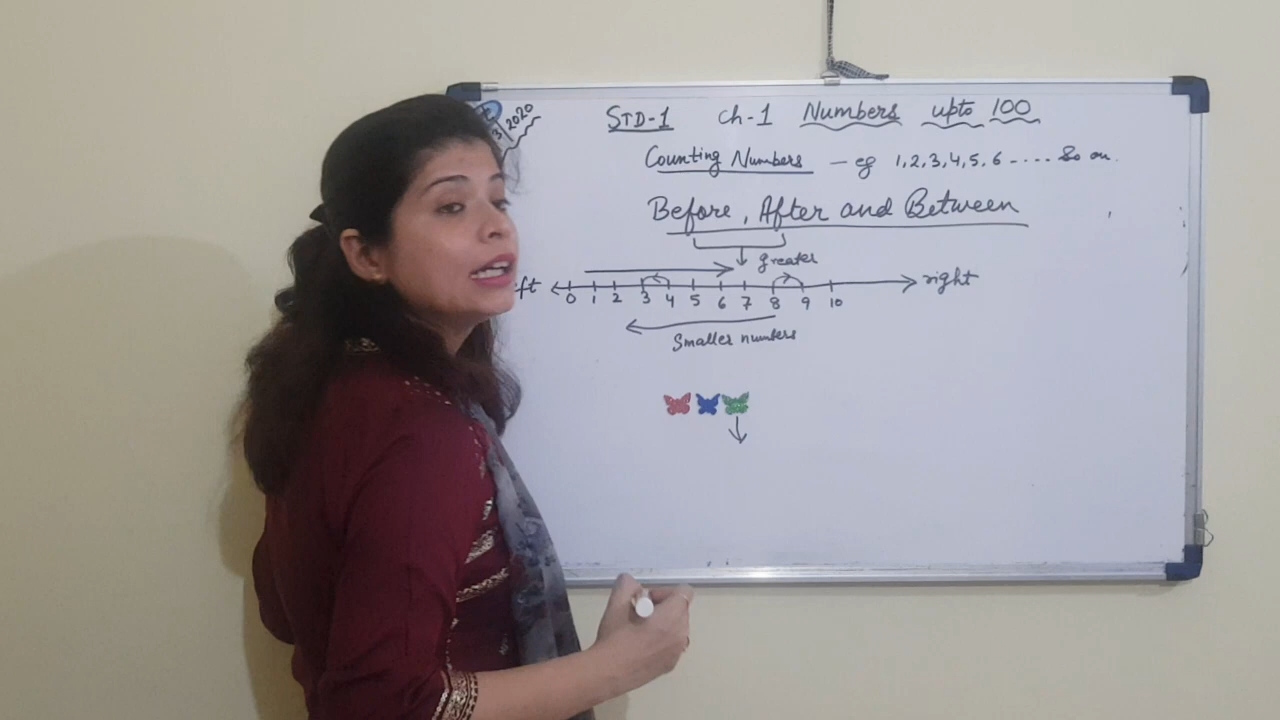 3 2020
STD-1 Ch-1 Numbers upto 100
Counting Numbers — eg 1,2,3,4,5,6 ---.... So on.
Before, After and Between
greater
ft 0 1 2 3 4 5 6 7 8 9 10 right
Smaller numbers